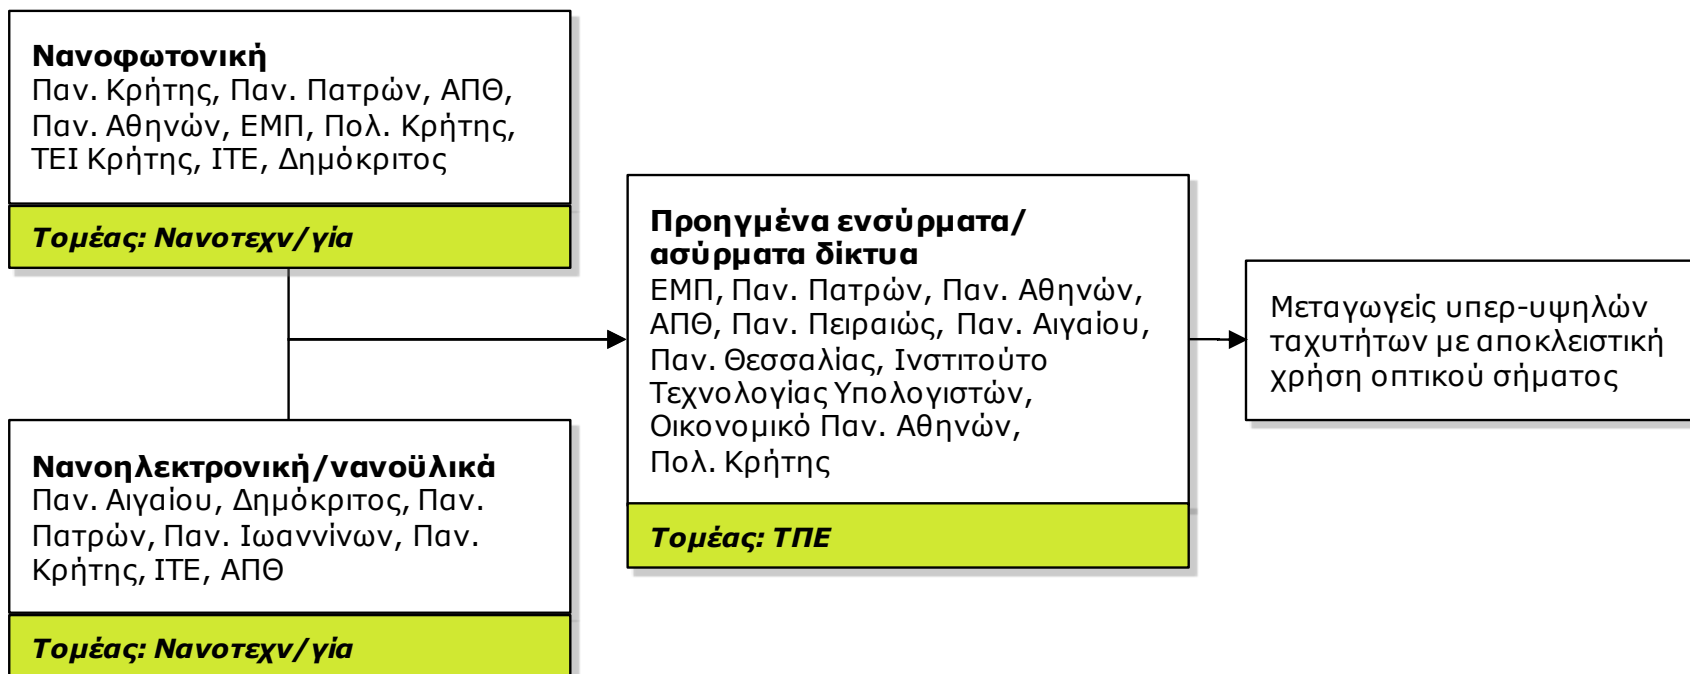 Νανοφωτονική
Παν. Κρήτης, Παν. Πατρών, ΑΠΘ,
Παν. Αθηνών, ΕΜΠ, Πολ. Κρήτης,
ΤΕΙ Κρήτης, ΙΤΕ, Δημόκριτος
Τομέας: Νανοτεχν/γία
Νανοηλεκτρονική/νανοϋλικά
Παν. Αιγαίου, Δημόκριτος, Παν.
Πατρών, Παν. Ιωαννίνων, Παν.
Κρήτης, ΙΤΕ, ΑΠΘ
Τομέας: Νανοτεχν/γία
Προηγμένα ενσύρματα/
ασύρματα δίκτυα
ΕΜΠ, Παν. Πατρών, Παν. Αθηνών,
ΑΠΘ, Παν. Πειραιώς, Παν. Αιγαίου,
Παν. Θεσσαλίας, Ινστιτούτο
Τεχνολογίας Υπολογιστών,
Οικονομικό Παν. Αθηνών,
Πολ. Κρήτης
Τομέας: ΤΠΕ
Μεταγωγείς υπερ-υψηλών
ταχυτήτων με αποκλειστική
χρήση οπτικού σήματος